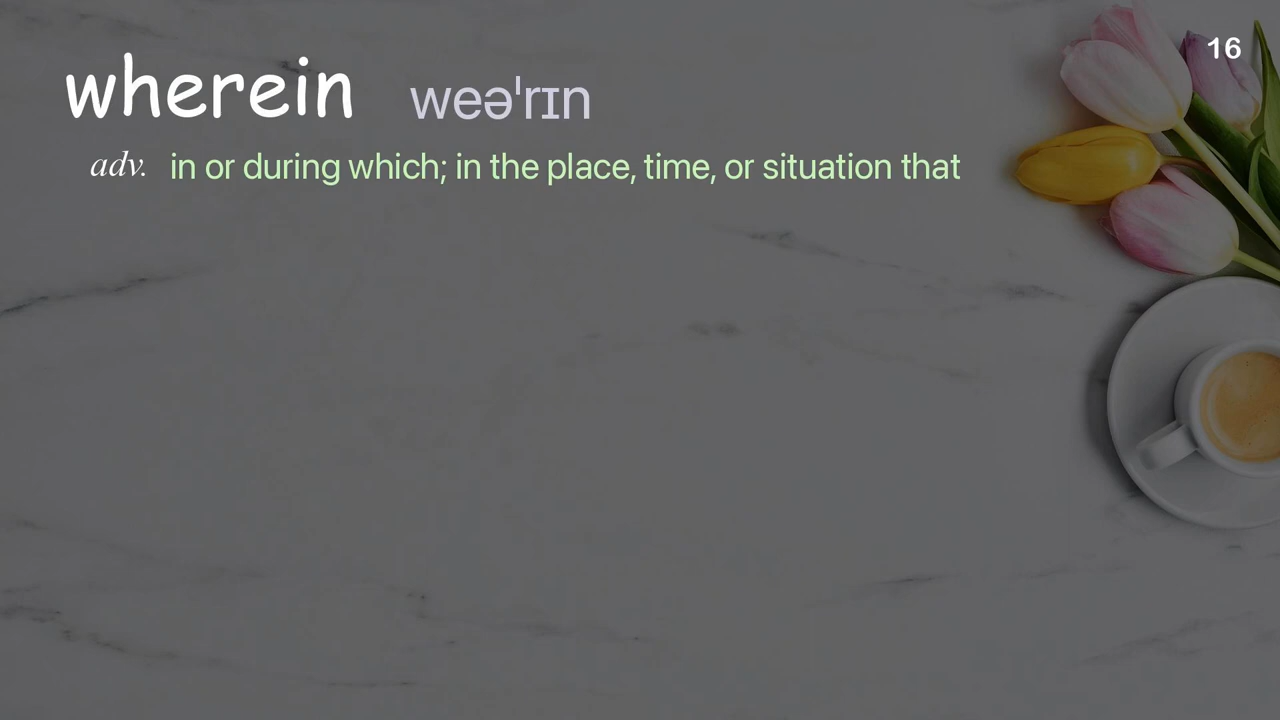 16
wherein weəˈrɪn
adv. in or during which; in the place, time, or situation that